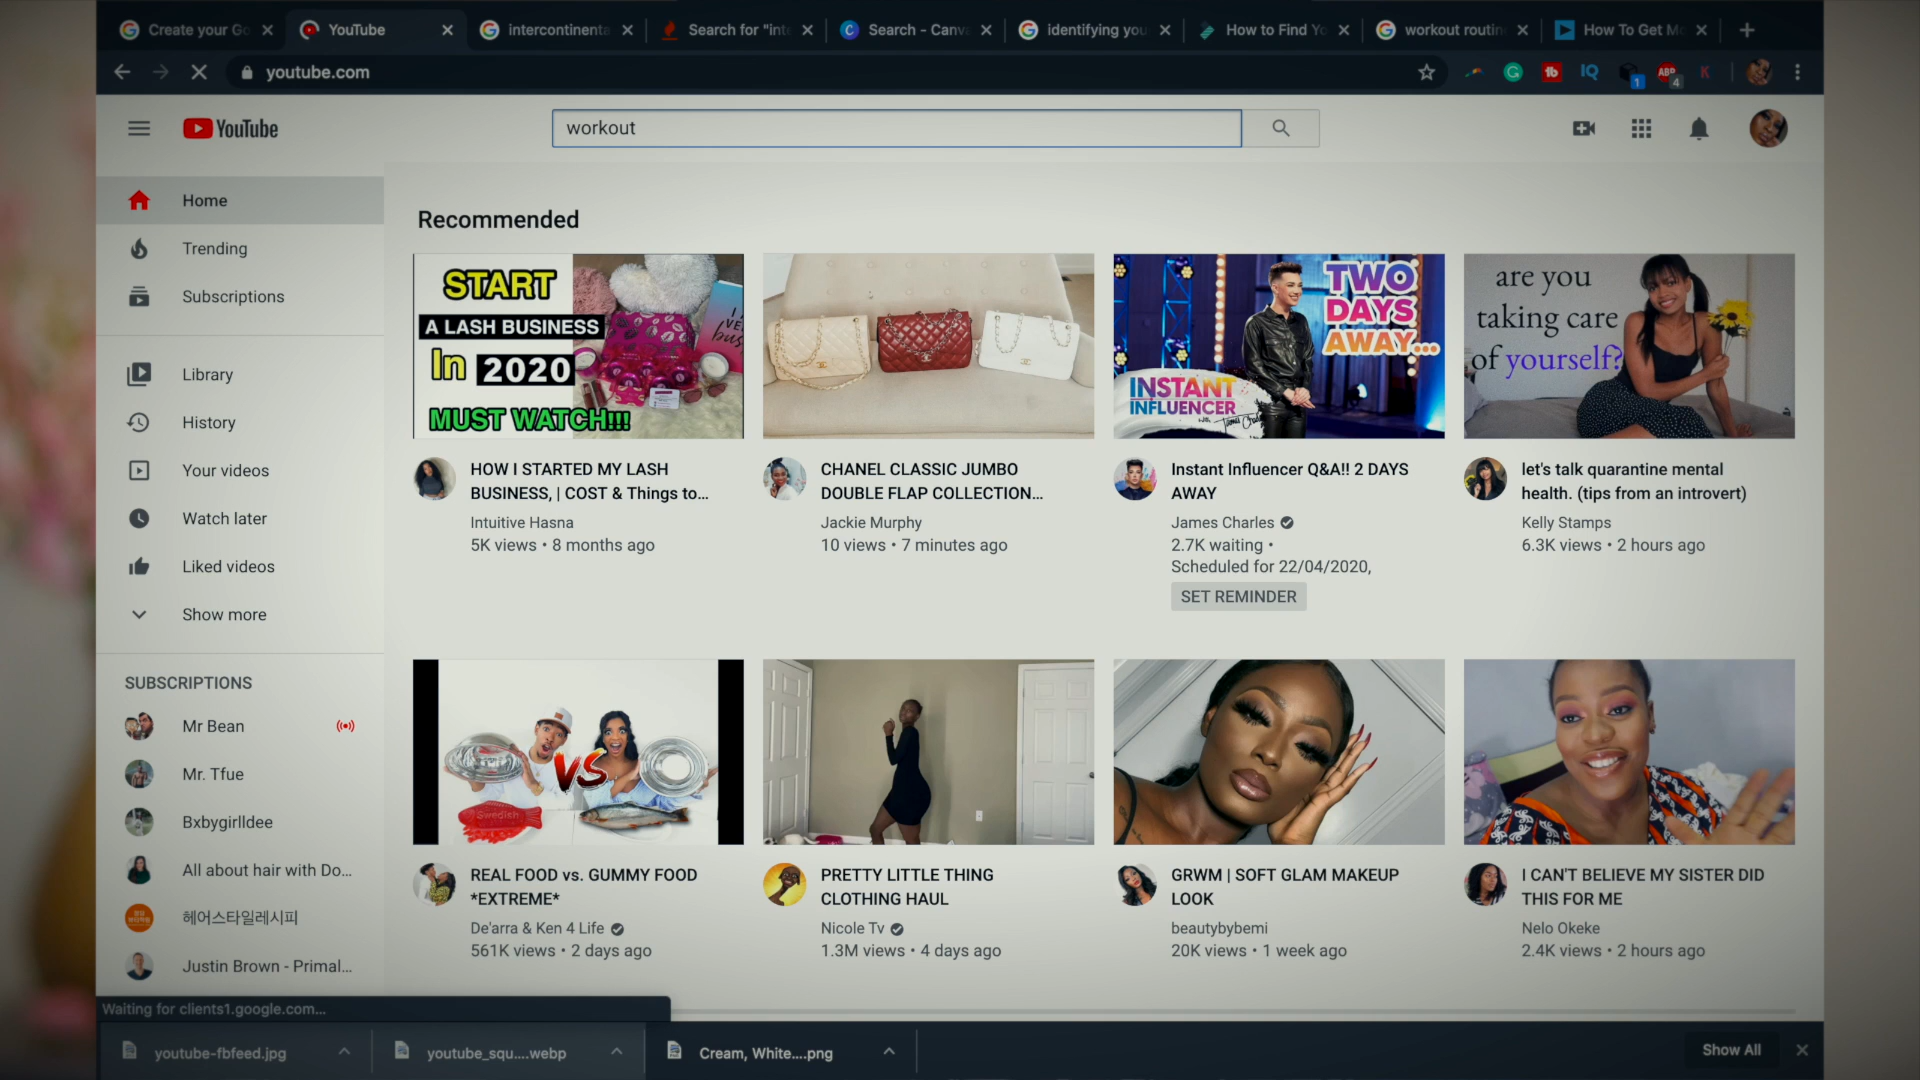 Create your Go
YouTube
intercontinenta
Search for "inte
Search - Canva
identifying you
How to Find Yo
workout routin
How To Get Mo
youtube.com
IQ
1
ABP
4
K
YouTube
workout
Home
Trending
Subscriptions
Library
History
Your videos
Watch later
Liked videos
Show more
SUBSCRIPTIONS
Mr Bean
Mr. Tfue
Bxbygirlldee
All about hair with Do...
헤어스타일레시피
Justin Brown - Primal...
Recommended
START
A LASH BUSINESS
In 2020
MUST WATCH!!!
HOW I STARTED MY LASH
BUSINESS, | COST & Things to...
Intuitive Hasna
5K views • 8 months ago
CHANEL CLASSIC JUMBO
DOUBLE FLAP COLLECTION...
Jackie Murphy
10 views • 7 minutes ago
TWO
DAYS
AWAY...
INSTANT
INFLUENCER
Instant Influencer Q&A!! 2 DAYS
AWAY
James Charles
2.7K waiting •
Scheduled for 22/04/2020,
SET REMINDER
are you
taking care
of yourself?
let's talk quarantine mental
health. (tips from an introvert)
Kelly Stamps
6.3K views • 2 hours ago
VS
Swedish
REAL FOOD vs. GUMMY FOOD
*EXTREME*
De'arra & Ken 4 Life
561K views • 2 days ago
PRETTY LITTLE THING
CLOTHING HAUL
Nicole Tv
1.3M views • 4 days ago
GRWM | SOFT GLAM MAKEUP
LOOK
beautybybemi
20K views • 1 week ago
I CAN'T BELIEVE MY SISTER DID
THIS FOR ME
Nelo Okeke
2.4K views • 2 hours ago
Waiting for clients1.google.com...
youtube-fbfeed.jpg
youtube_squ....webp
Cream, White....png
Show All